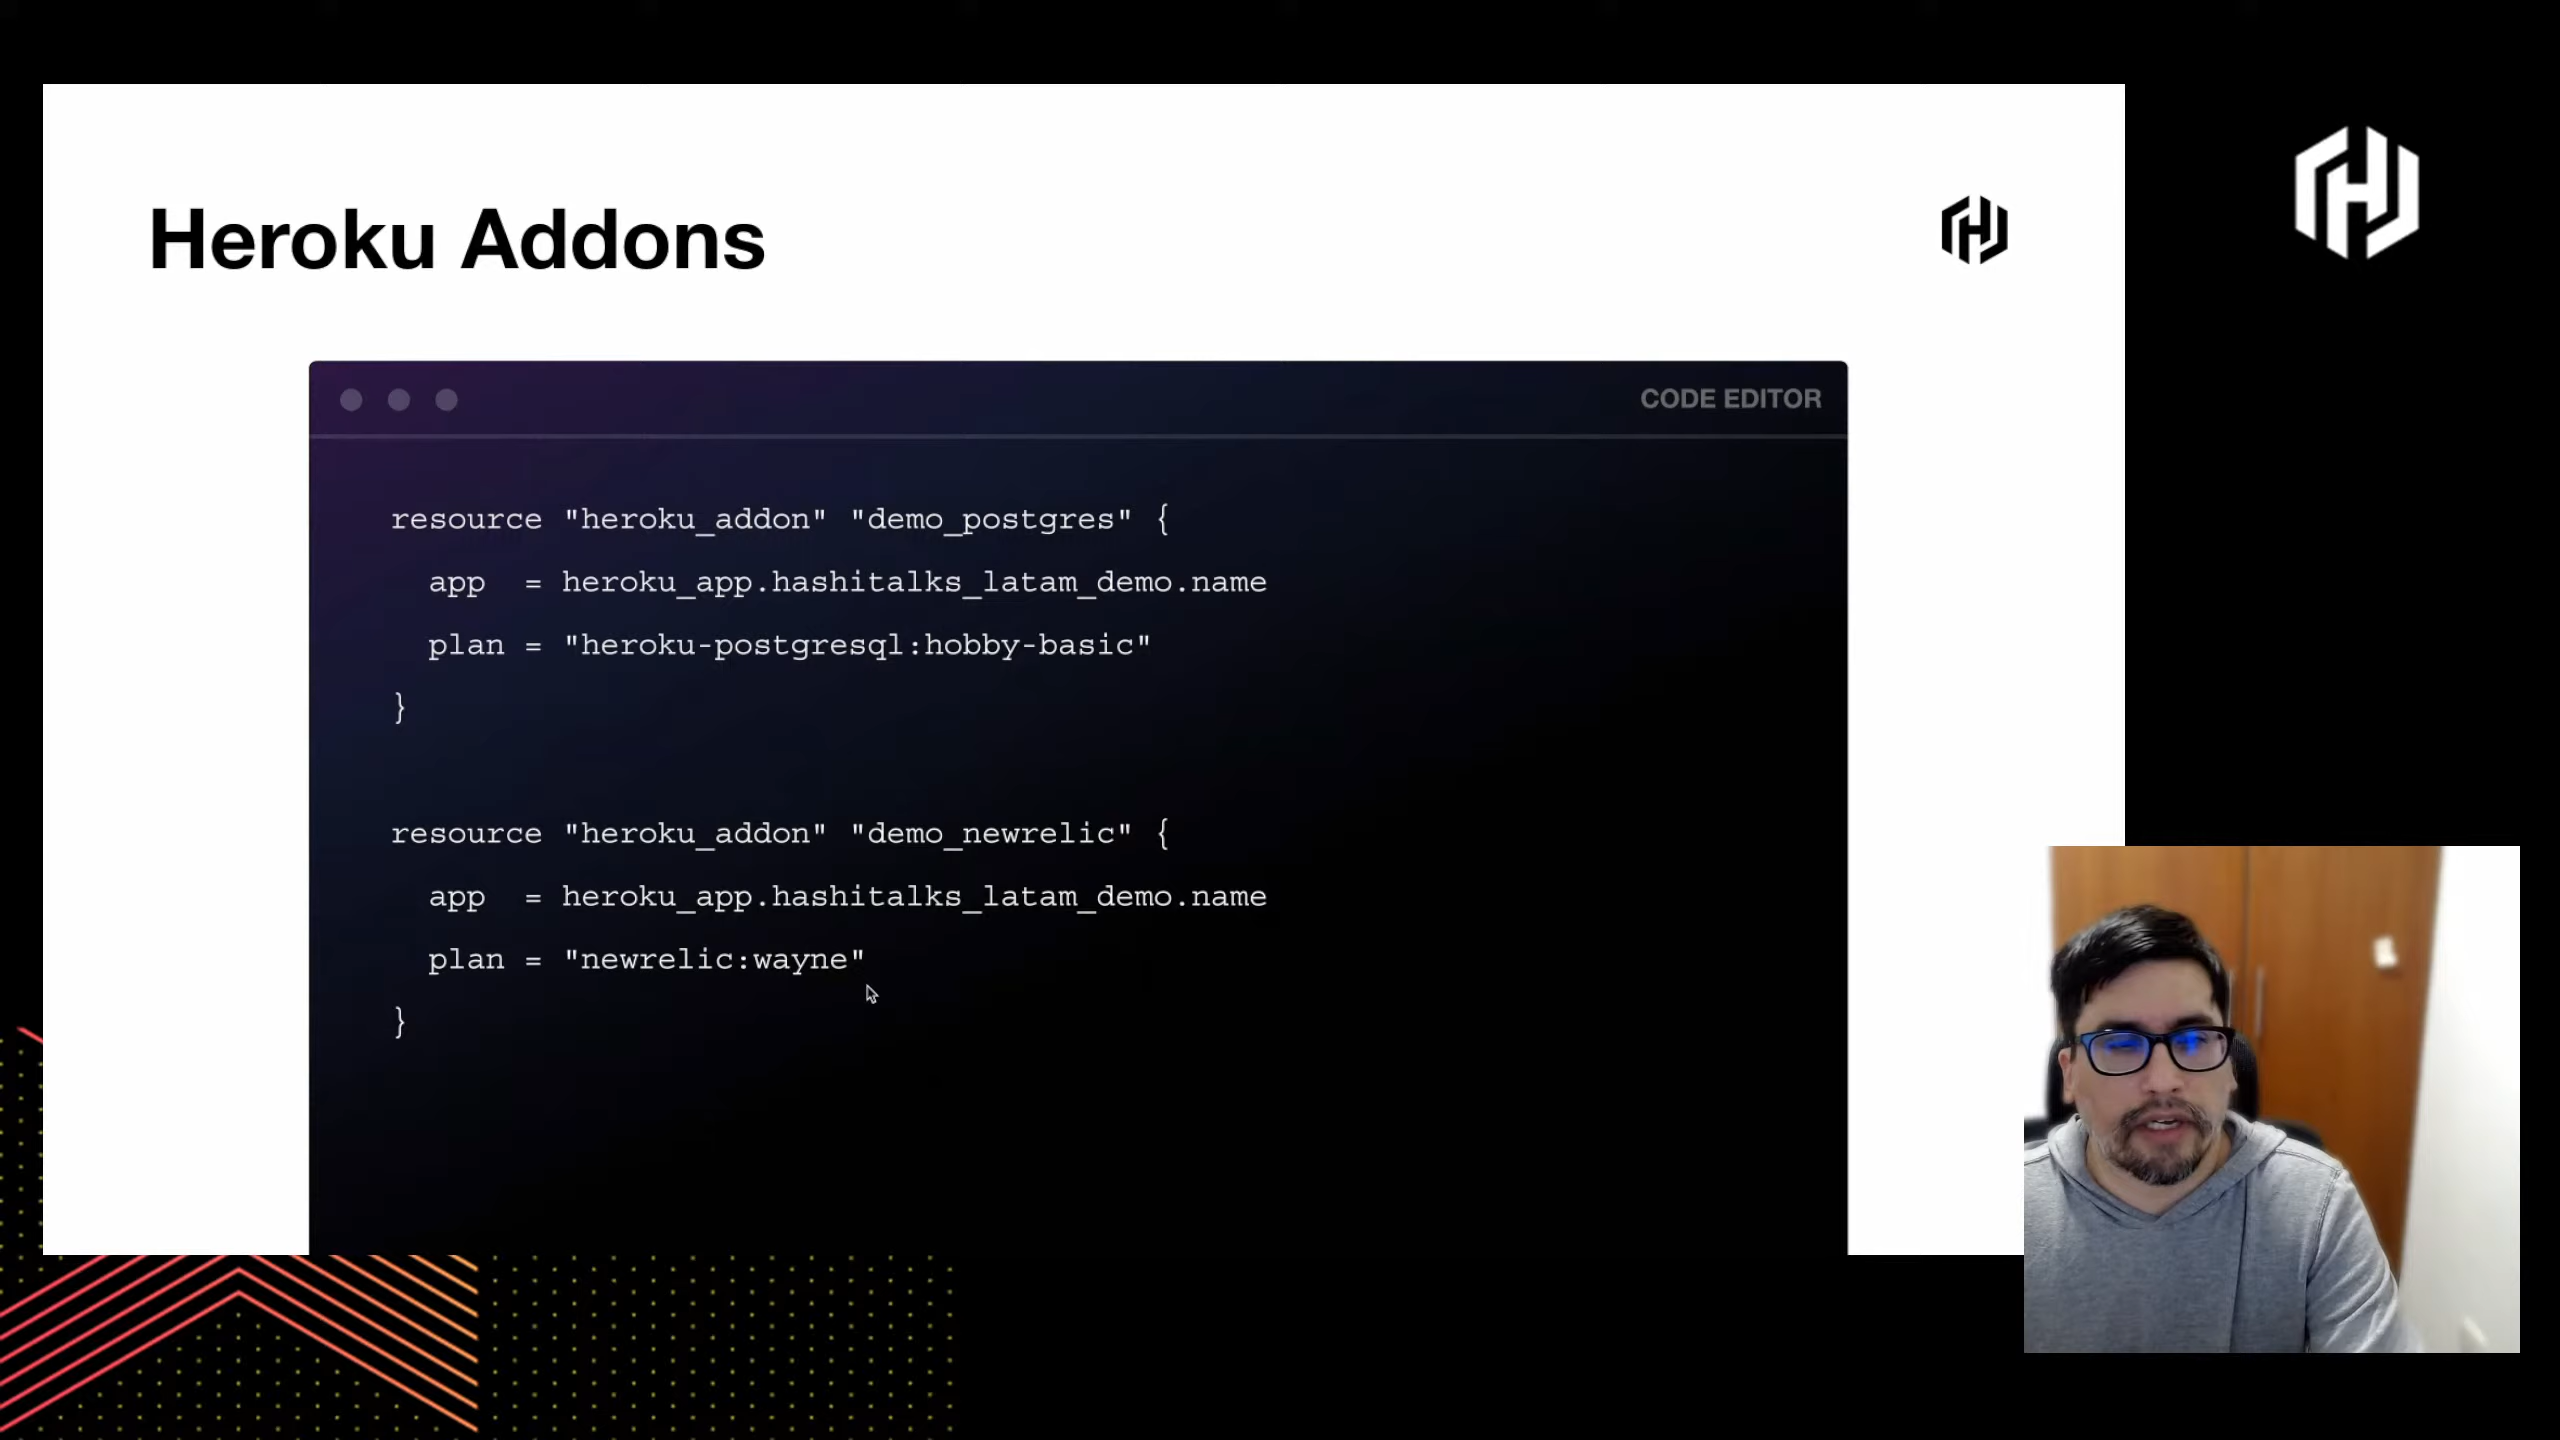 Heroku Addons
CODE EDITOR
resource "heroku_addon" "demo_postgres" {
  app  = heroku_app.hashitalks_latam_demo.name
  plan = "heroku-postgresql:hobby-basic"
}
resource "heroku_addon" "demo_newrelic" {
  app  = heroku_app.hashitalks_latam_demo.name
  plan = "newrelic:wayne"
}